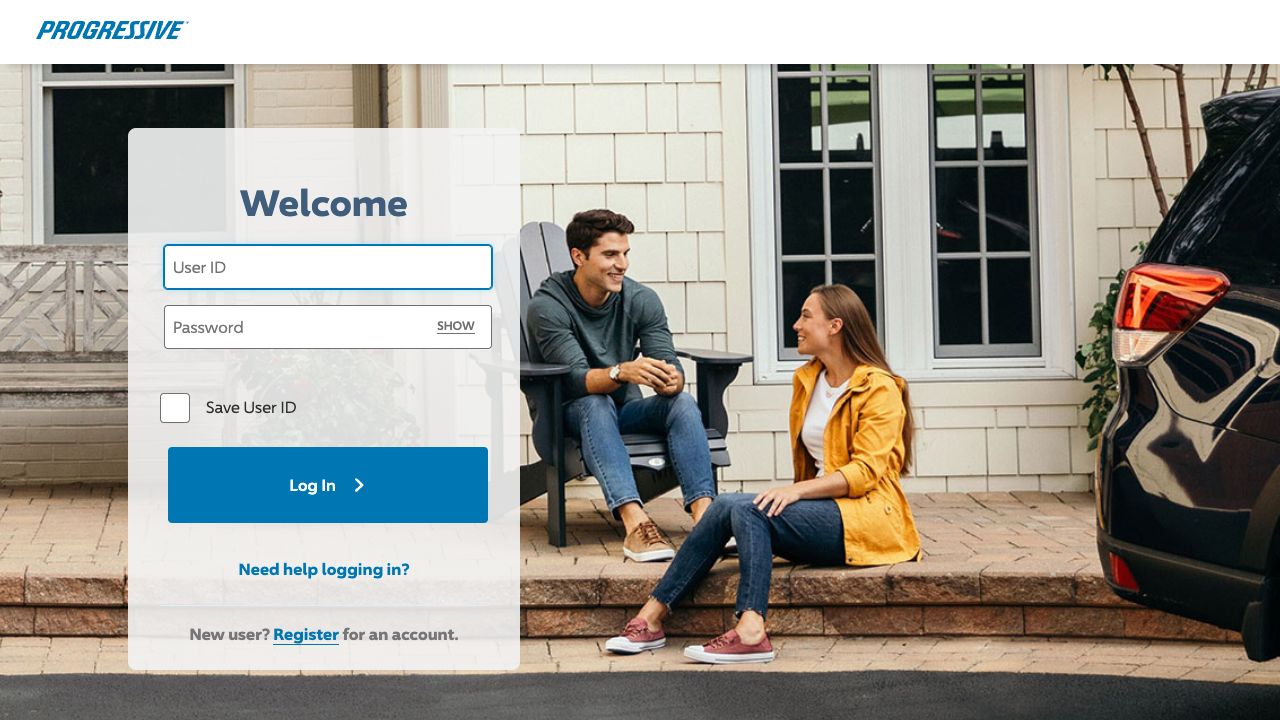 PROGRESSIVE
Welcome
User ID
Password SHOW
Save User ID
Log In
Need help logging in?
New user? Register for an account.